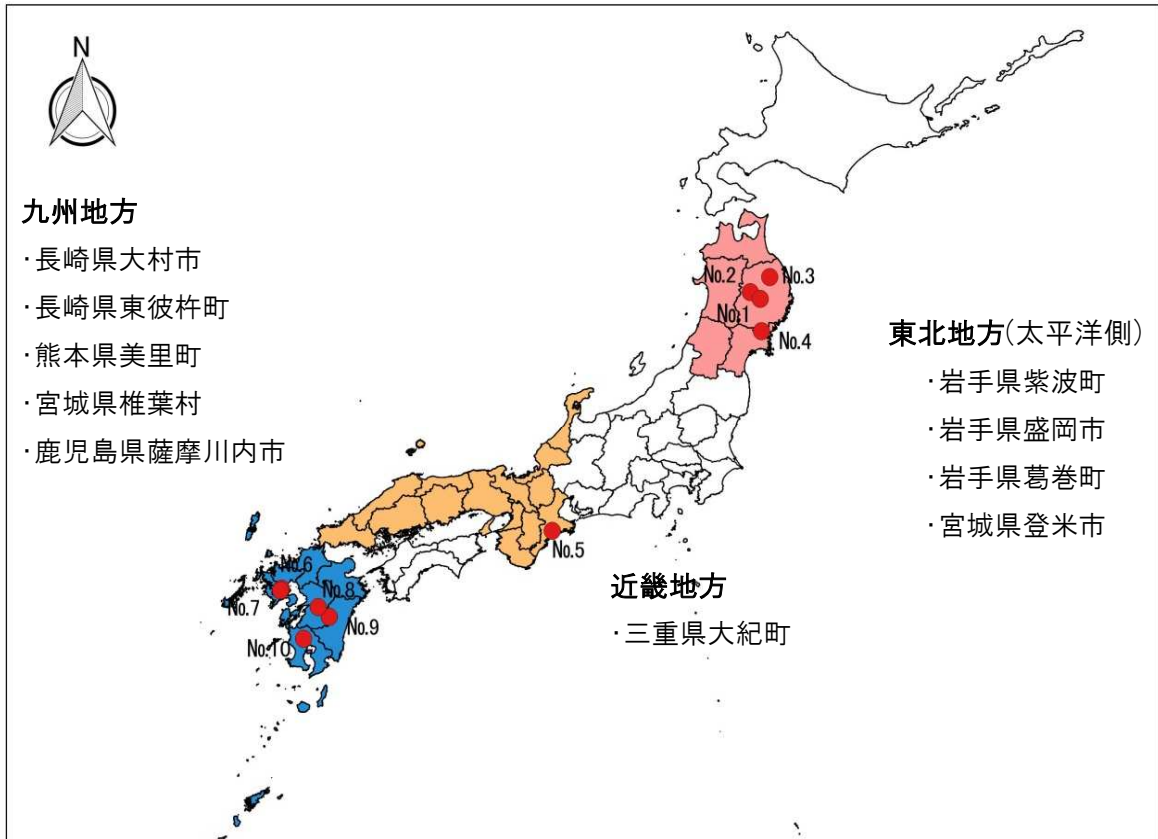 N
九州地方
・長崎県大村市
・長崎県東彼杵町
・熊本県美里町
・宮城県椎葉村
・鹿児島県薩摩川内市
No.2
No.3
No.1
No.4
東北地方(太平洋側)
・岩手県紫波町
・岩手県盛岡市
・岩手県葛巻町
・宮城県登米市
No.5
近畿地方
・三重県大紀町
No.6
No.8
No.7
No.9
No.10